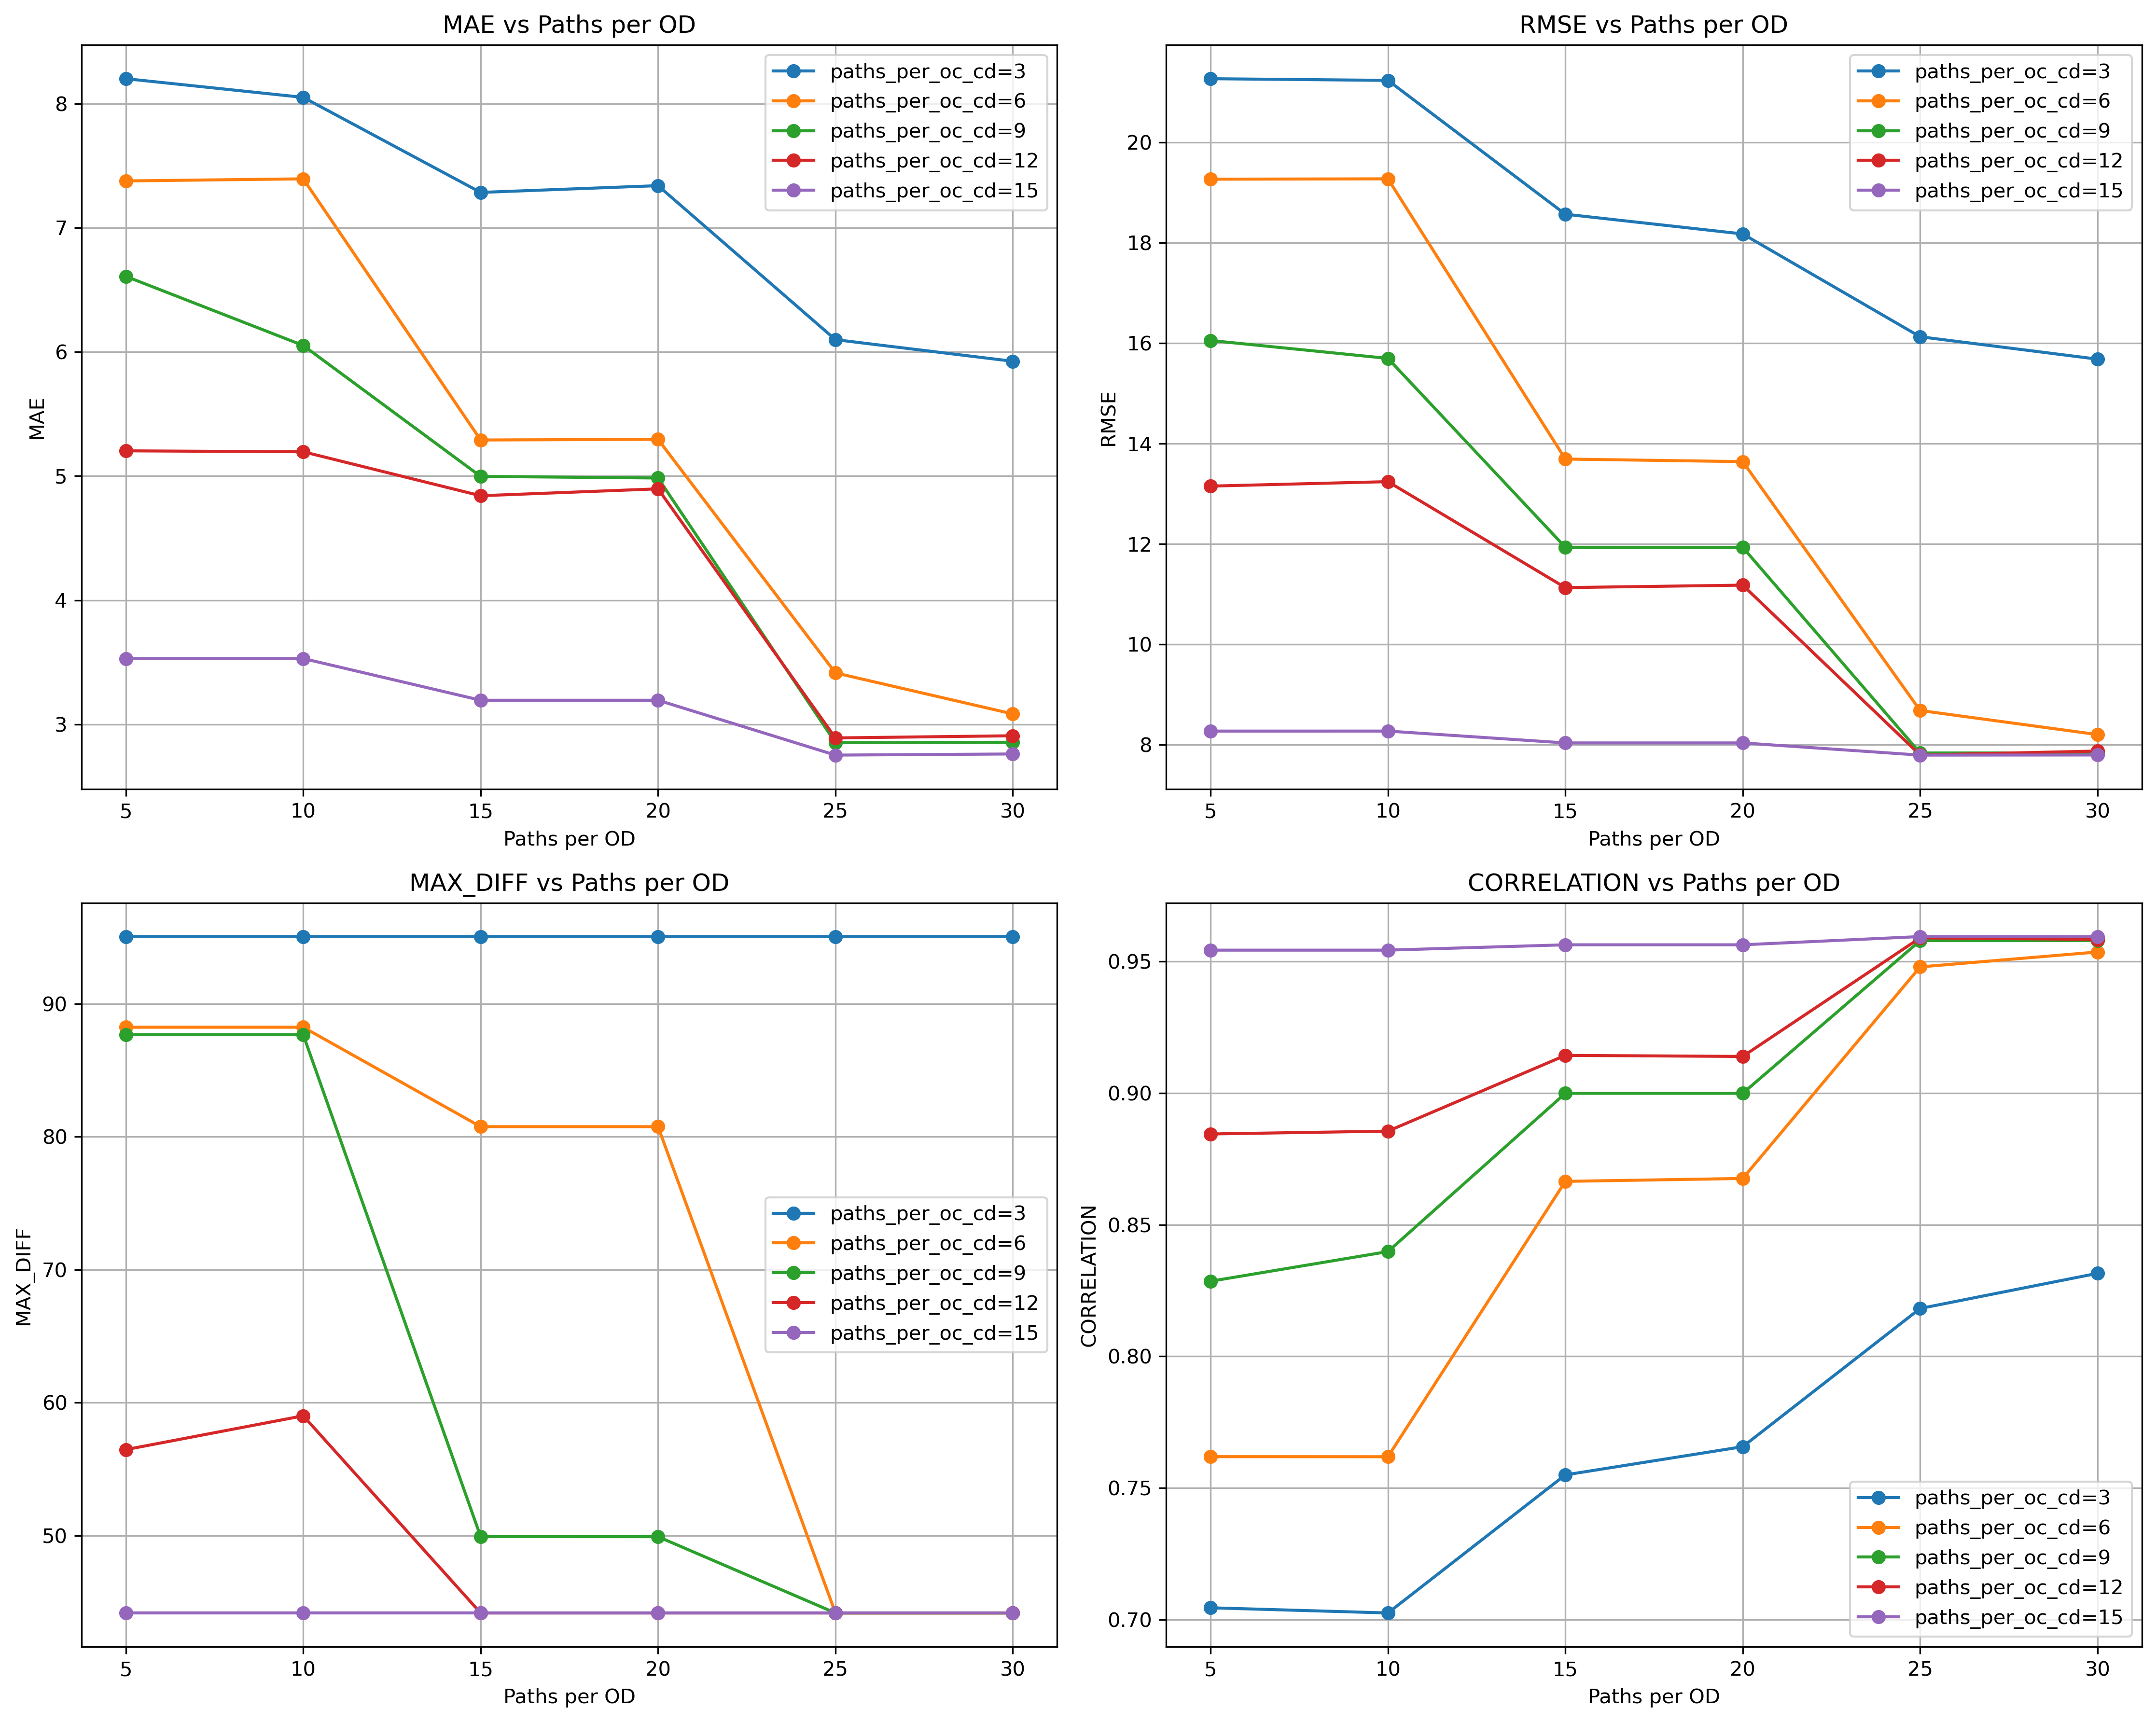 MAE vs Paths per OD
8
7
6
5
4
3
MAE
5 10 15 20 25 30
Paths per OD
paths_per_oc_cd=3
paths_per_oc_cd=6
paths_per_oc_cd=9
paths_per_oc_cd=12
paths_per_oc_cd=15
RMSE vs Paths per OD
20
18
16
14
12
10
8
RMSE
5 10 15 20 25 30
Paths per OD
paths_per_oc_cd=3
paths_per_oc_cd=6
paths_per_oc_cd=9
paths_per_oc_cd=12
paths_per_oc_cd=15
MAX_DIFF vs Paths per OD
90
80
70
60
50
MAX_DIFF
5 10 15 20 25 30
Paths per OD
paths_per_oc_cd=3
paths_per_oc_cd=6
paths_per_oc_cd=9
paths_per_oc_cd=12
paths_per_oc_cd=15
CORRELATION vs Paths per OD
0.95
0.90
0.85
0.80
0.75
0.70
CORRELATION
5 10 15 20 25 30
Paths per OD
paths_per_oc_cd=3
paths_per_oc_cd=6
paths_per_oc_cd=9
paths_per_oc_cd=12
paths_per_oc_cd=15